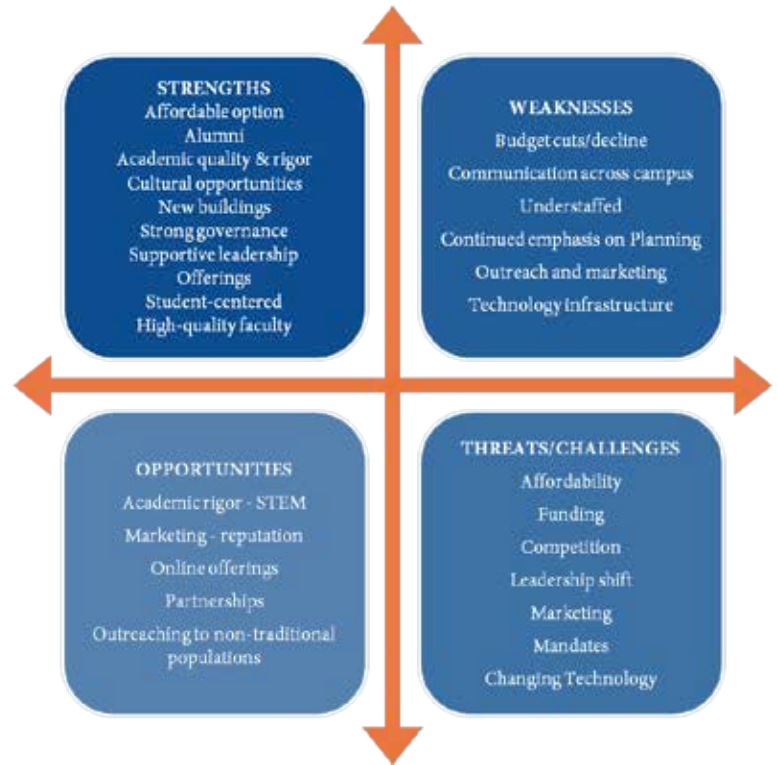 STRENGTHS
Affordable option
Alumni
Academic quality & rigor
Cultural opportunities
New buildings
Strong governance
Supportive leadership
Offerings
Student-centered
High-quality faculty
WEAKNESSES
Budget cuts/decline
Communication across campus
Understaffed
Continued emphasis on Planning
Outreach and marketing
Technology infrastructure
OPPORTUNITIES
Academic rigor - STEM
Marketing - reputation
Online offerings
Partnerships
Outreaching to non-traditional
populations
THREATS/CHALLENGES
Affordability
Funding
Competition
Leadership shift
Marketing
Mandates
Changing Technology